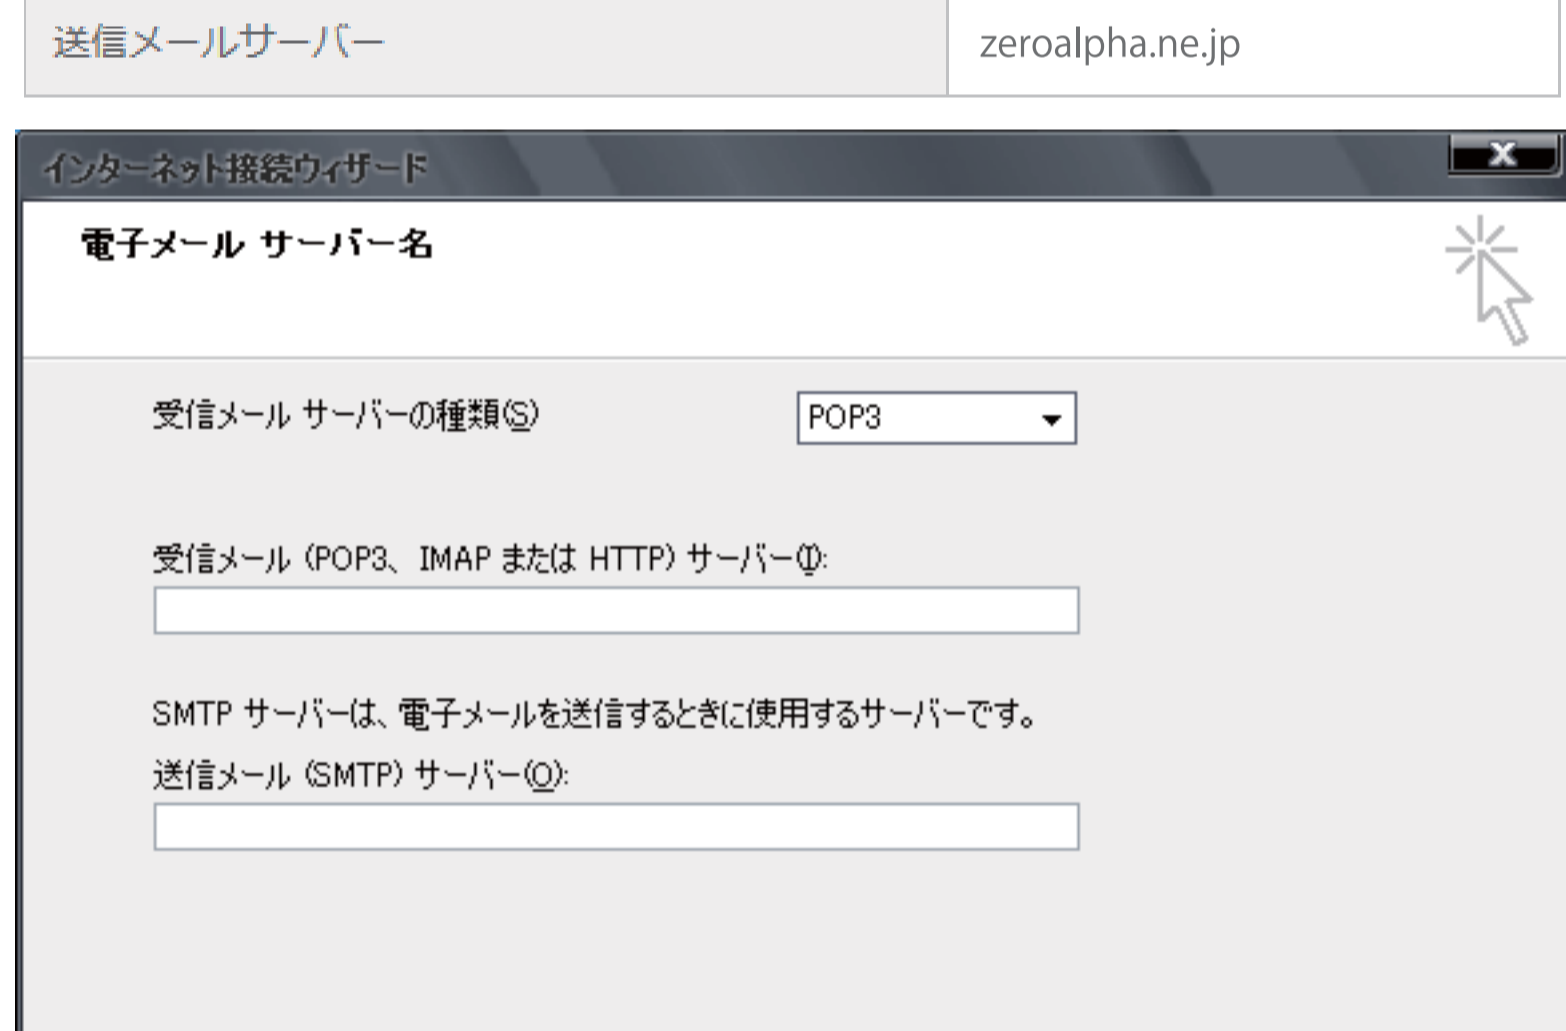 送信メールサーバー
zeroalpha.ne.jp
インターネット接続ウィザード
電子メール サーバー名
受信メール サーバーの種類(S)
POP3
受信メール (POP3、IMAP または HTTP) サーバー(I):
SMTP サーバーは、電子メールを送信するときに使用するサーバーです。
送信メール (SMTP) サーバー(O):